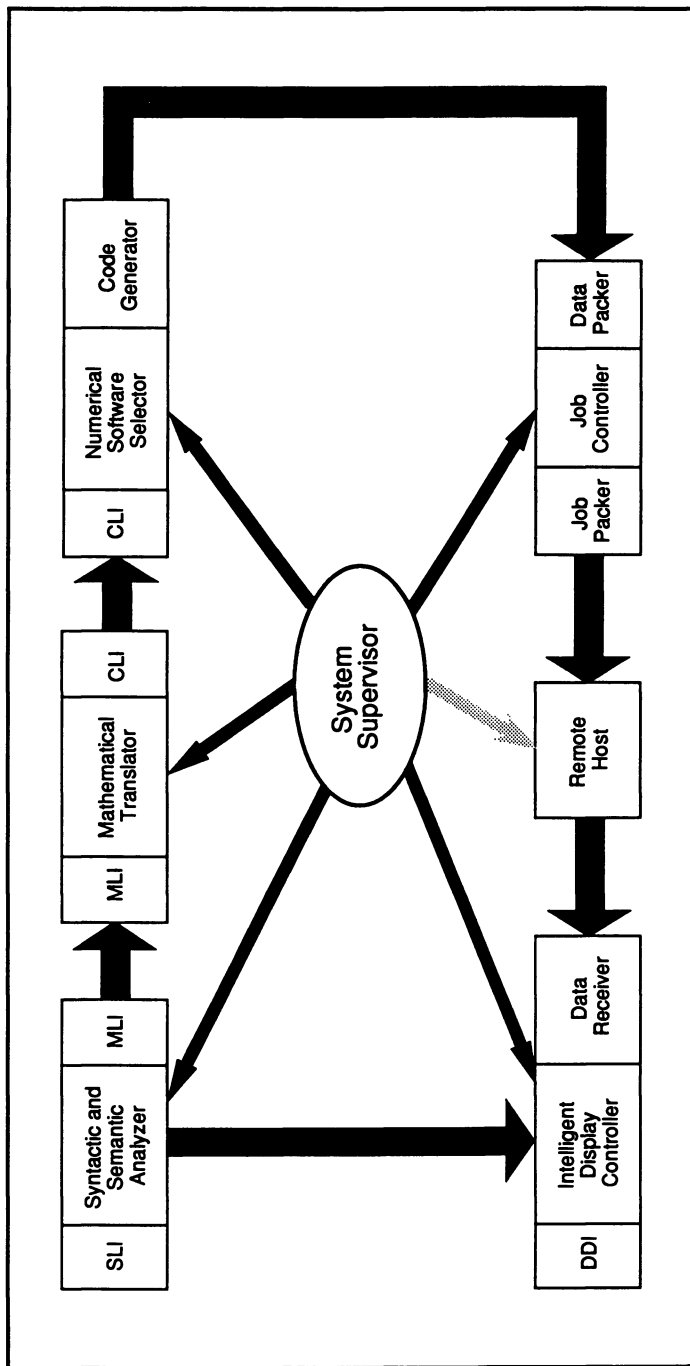 SLI
Syntactic and
Semantic
Analyzer
MLI
MLI
Mathematical
Translator
CLI
CLI
Numerical
Software
Selector
Code
Generator
System
Supervisor
DDI
Intelligent
Display
Controller
Data
Receiver
Remote
Host
Job
Packer
Job
Controller
Data
Packer